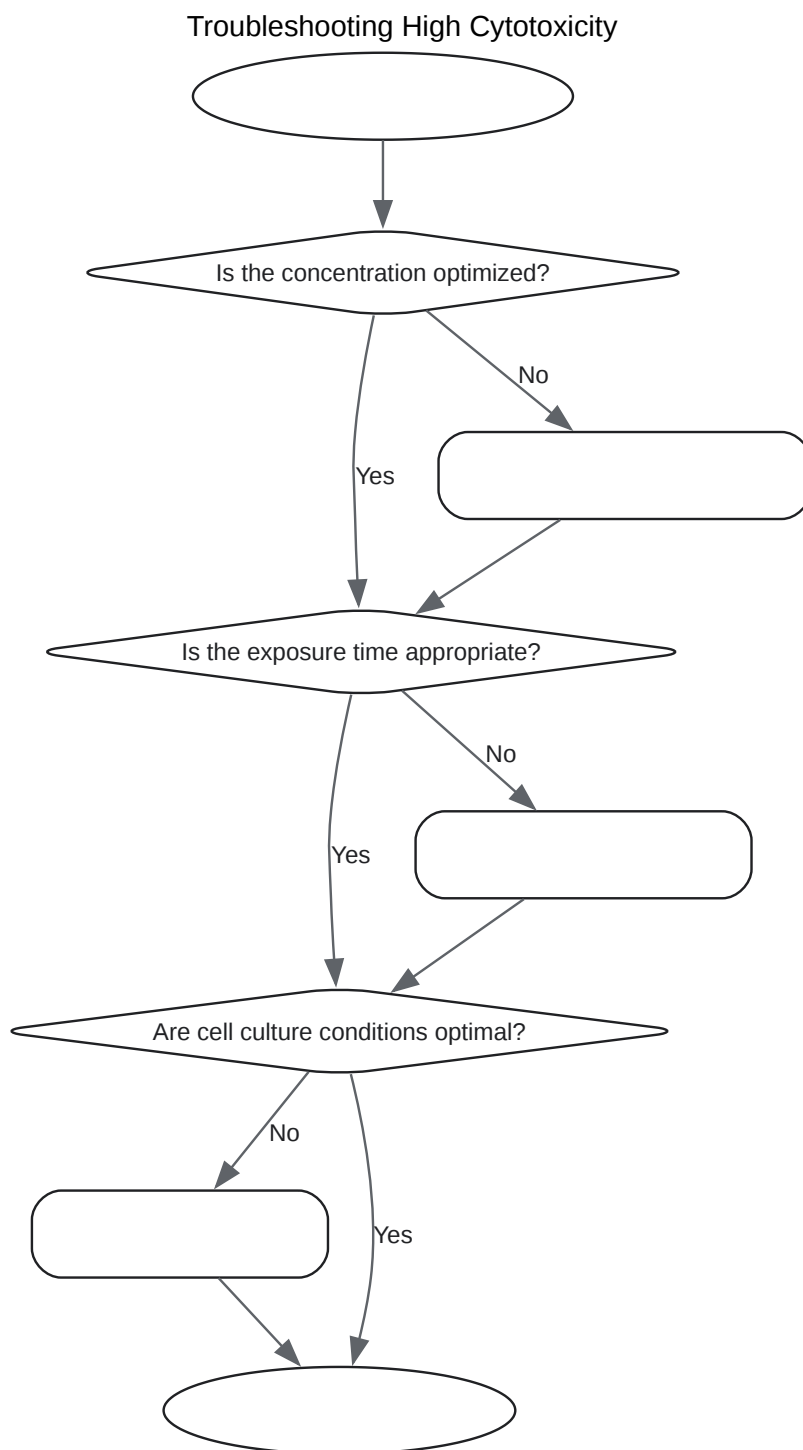 Troubleshooting High Cytotoxicity
Is the concentration optimized?
No
Yes
Is the exposure time appropriate?
No
Yes
Are cell culture conditions optimal?
No
Yes